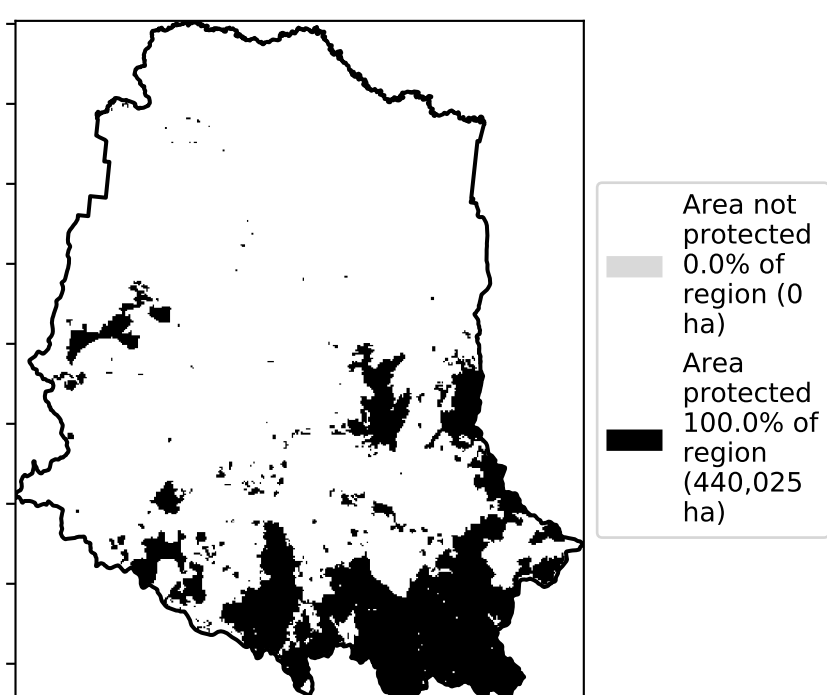 Area not
protected
0.0% of
region (0
ha)
Area
protected
100.0% of
region
(440,025
ha)